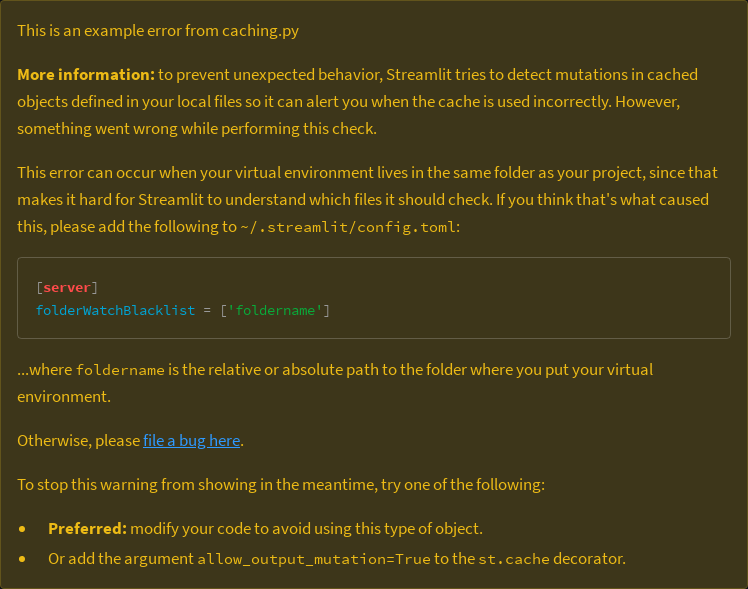 This is an example error from caching.py
More information: to prevent unexpected behavior, Streamlit tries to detect mutations in cached
objects defined in your local files so it can alert you when the cache is used incorrectly. However,
something went wrong while performing this check.
This error can occur when your virtual environment lives in the same folder as your project, since that
makes it hard for Streamlit to understand which files it should check. If you think that's what caused
this, please add the following to ~/.streamlit/config.toml:
[server]
folderWatchBlacklist = ['foldername']
...where foldername is the relative or absolute path to the folder where you put your virtual
environment.
Otherwise, please file a bug here.
To stop this warning from showing in the meantime, try one of the following:
• Preferred: modify your code to avoid using this type of object.
• Or add the argument allow_output_mutation=True to the st.cache decorator.